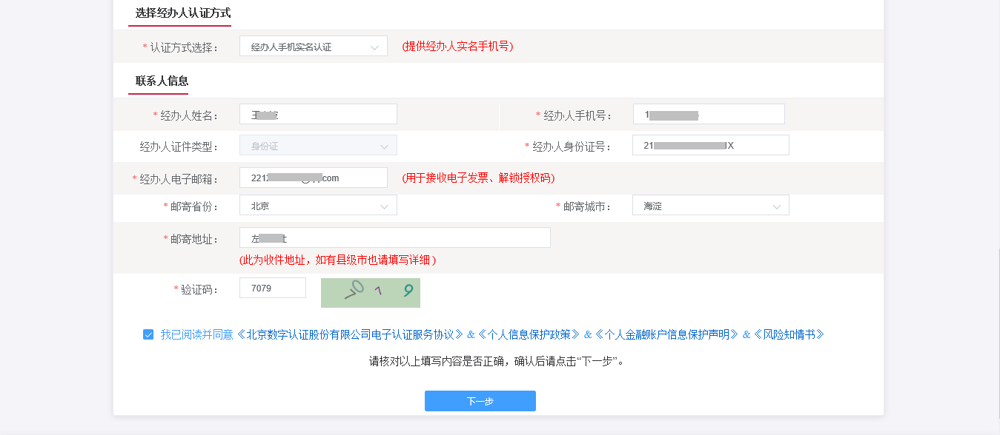 选择经办人认证方式
* 认证方式选择： 经办人手机实名认证 (提供经办人实名手机号)
联系人信息
* 经办人姓名： 王 * 经办人手机号： 1
经办人证件类型： 身份证 * 经办人身份证号： 21 X
* 经办人电子邮箱： 221 com (用于接收电子发票、解锁授权码)
* 邮寄省份： 北京 * 邮寄城市： 海淀
* 邮寄地址： 左
(此为收件地址，如有县级市也请填写详细 )
* 验证码： 7079 7 0 7 9
我已阅读并同意《北京数字认证股份有限公司电子认证服务协议》&《个人信息保护政策》&《个人金融账户信息保护声明》&《风险知情书》
请核对以上填写内容是否正确，确认后请点击“下一步”。
下一步